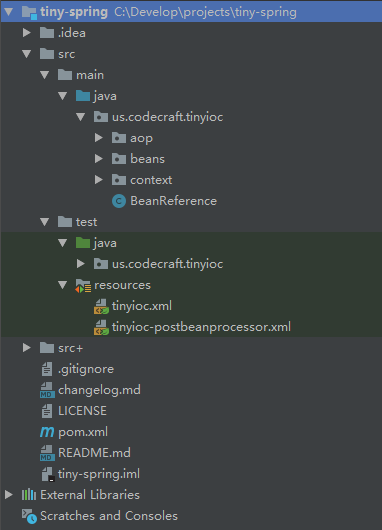 tiny-spring C:\Develop\projects\tiny-spring
.idea
src
main
java
us.codecraft.tinyioc
aop
beans
context
BeanReference
test
java
us.codecraft.tinyioc
resources
tinyioc.xml
tinyioc-postbeanprocessor.xml
src+
.gitignore
changelog.md
LICENSE
pom.xml
README.md
tiny-spring.iml
External Libraries
Scratches and Consoles